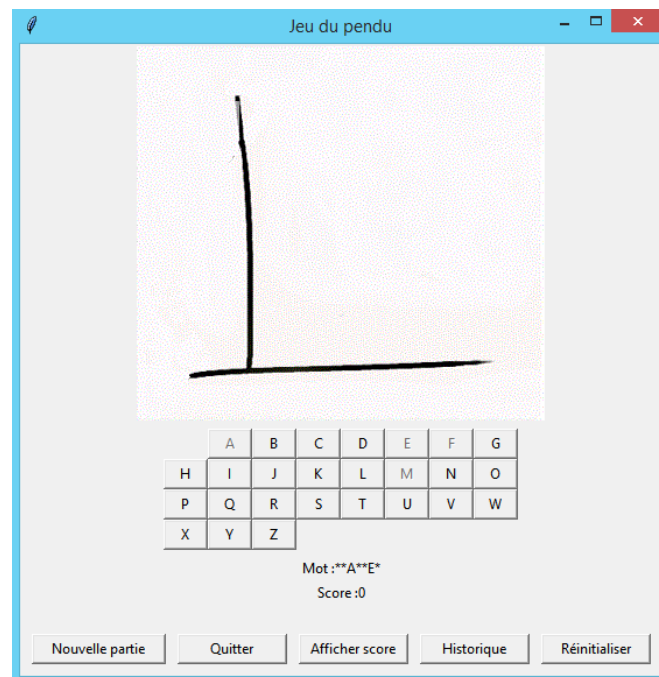 Jeu du pendu
A B C D E F G
H I J K L M N O
P Q R S T U V W
X Y Z
Mot :**A**E*
Score :0
Nouvelle partie Quitter Afficher score Historique Réinitialiser